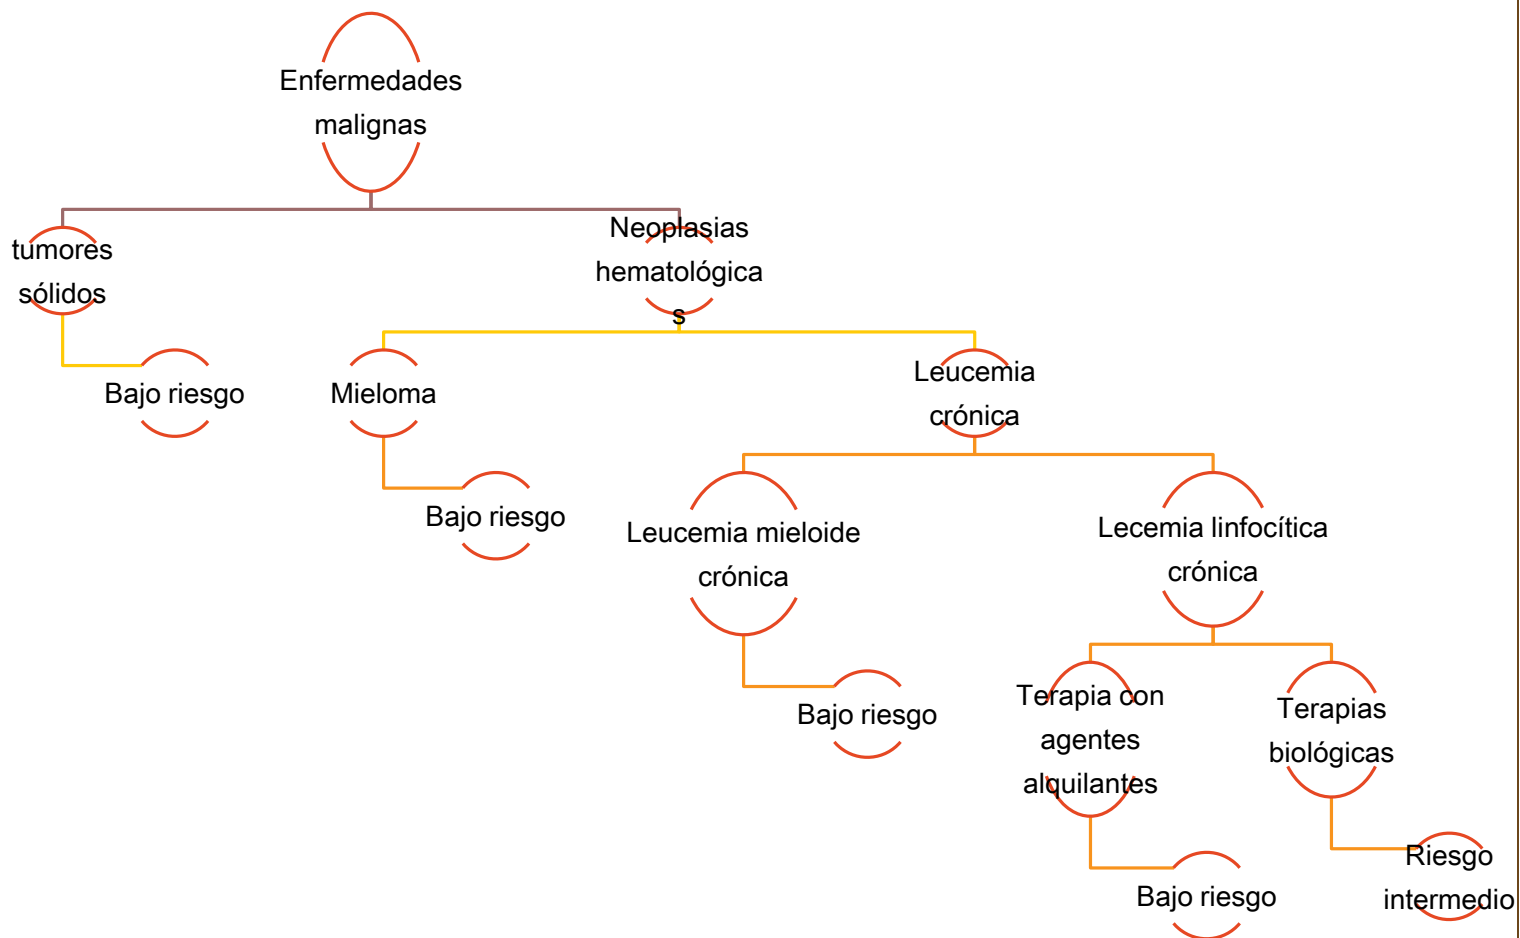 Enfermedades
malignas
tumores
sólidos
Neoplasias
hematológica
s
Bajo riesgo
Mieloma
Leucemia
crónica
Bajo riesgo
Leucemia mieloide
crónica
Lecemia linfocítica
crónica
Bajo riesgo
Terapia con
agentes
alquilantes
Terapias
biológicas
Bajo riesgo
Riesgo
intermedio